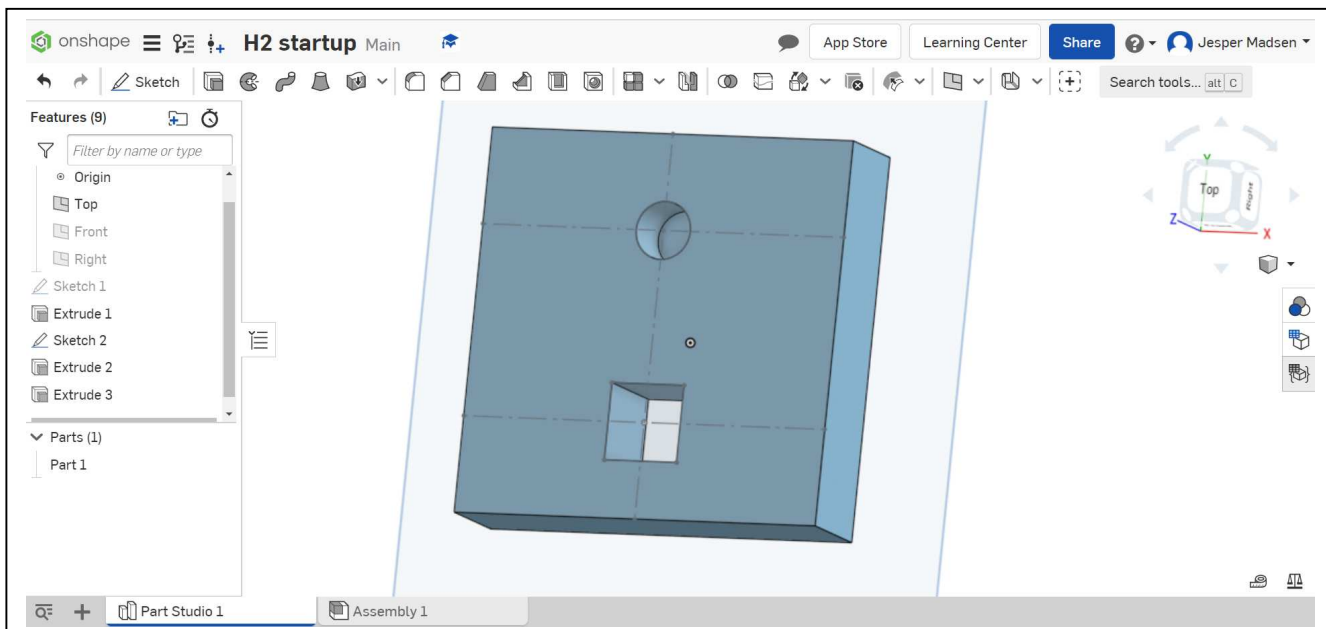 onshape H2 startup Main App Store Learning Center Share Jesper Madsen
Sketch Search tools... alt C
Features (9)
Filter by name or type
Origin
Top
Front
Right
Sketch 1
Extrude 1
Sketch 2
Extrude 2
Extrude 3
Parts (1)
Part 1
Y
Top Right
Z X
Part Studio 1 Assembly 1